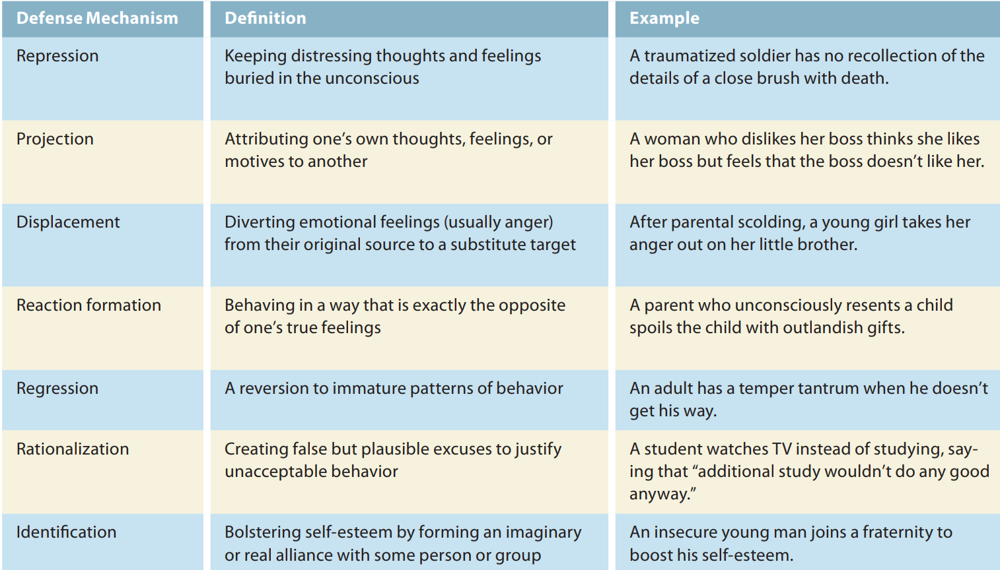 Defense Mechanism
Definition
Example
Repression
Keeping distressing thoughts and feelings
buried in the unconscious
A traumatized soldier has no recollection of the
details of a close brush with death.
Projection
Attributing one’s own thoughts, feelings, or
motives to another
A woman who dislikes her boss thinks she likes
her boss but feels that the boss doesn’t like her.
Displacement
Diverting emotional feelings (usually anger)
from their original source to a substitute target
After parental scolding, a young girl takes her
anger out on her little brother.
Reaction formation
Behaving in a way that is exactly the opposite
of one’s true feelings
A parent who unconsciously resents a child
spoils the child with outlandish gifts.
Regression
A reversion to immature patterns of behavior
An adult has a temper tantrum when he doesn’t
get his way.
Rationalization
Creating false but plausible excuses to justify
unacceptable behavior
A student watches TV instead of studying, say-
ing that “additional study wouldn’t do any good
anyway.”
Identification
Bolstering self-esteem by forming an imaginary
or real alliance with some person or group
An insecure young man joins a fraternity to
boost his self-esteem.